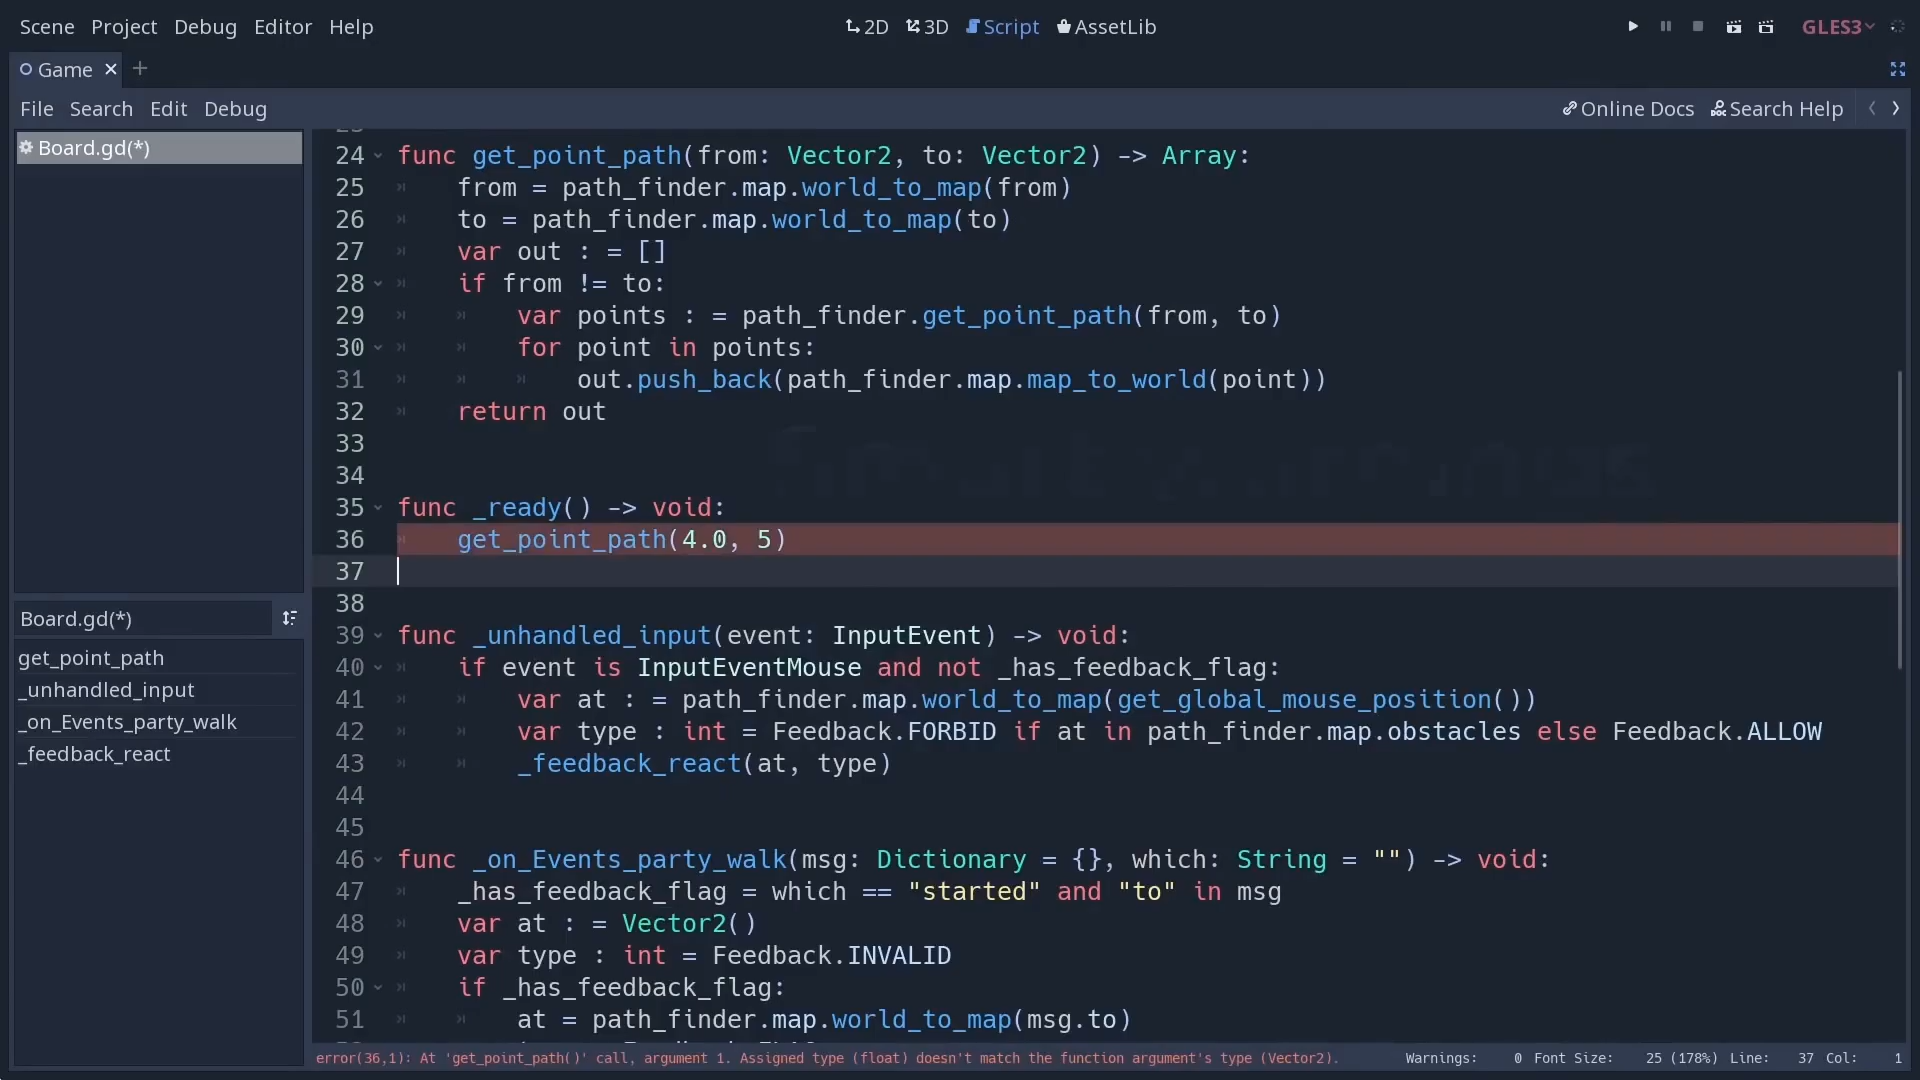 Scene Project Debug Editor Help 2D 3D Script AssetLib GLES3
Game
File Search Edit Debug Online Docs Search Help
Board.gd(*)
24 func get_point_path(from: Vector2, to: Vector2) -> Array:
25 from = path_finder.map.world_to_map(from)
26 to = path_finder.map.world_to_map(to)
27 var out : = []
28 if from != to:
29 var points : = path_finder.get_point_path(from, to)
30 for point in points:
31 out.push_back(path_finder.map.map_to_world(point))
32 return out
33
34
35 func _ready() -> void:
36 get_point_path(4.0, 5)
37
38
39 func _unhandled_input(event: InputEvent) -> void:
40 if event is InputEventMouse and not _has_feedback_flag:
41 var at : = path_finder.map.world_to_map(get_global_mouse_position())
42 var type : int = Feedback.FORBID if at in path_finder.map.obstacles else Feedback.ALLOW
43 _feedback_react(at, type)
44
45
46 func _on_Events_party_walk(msg: Dictionary = {}, which: String = "") -> void:
47 _has_feedback_flag = which == "started" and "to" in msg
48 var at : = Vector2()
49 var type : int = Feedback.INVALID
50 if _has_feedback_flag:
51 at = path_finder.map.world_to_map(msg.to)
Board.gd(*)
get_point_path
_unhandled_input
_on_Events_party_walk
_feedback_react
error(36,1): At 'get_point_path()' call, argument 1. Assigned type (float) doesn't match the function argument's type (Vector2). Warnings: 0 Font Size: 25 (178%) Line: 37 Col: 1